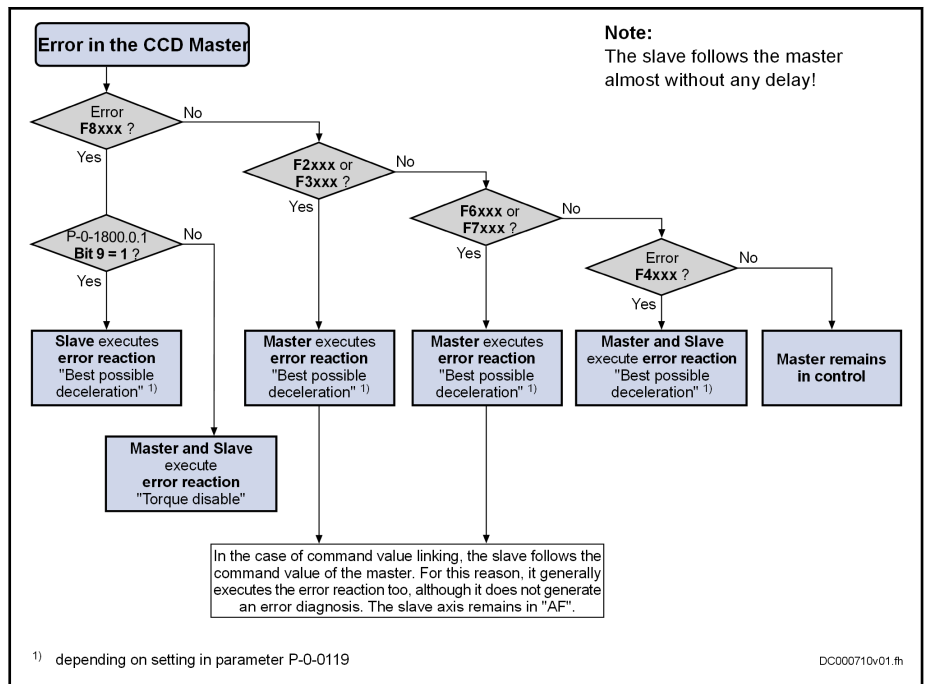 Error in the CCD Master
Note:
The slave follows the master
almost without any delay!
Error
F8xxx ?
No
Yes
F2xxx or
F3xxx ?
No
Yes
F6xxx or
F7xxx ?
No
Yes
P-0-1800.0.1
Bit 9 = 1 ?
No
Yes
Error
F4xxx ?
No
Yes
Slave executes
error reaction
"Best possible
deceleration" 1)
Master executes
error reaction
"Best possible
deceleration" 1)
Master executes
error reaction
"Best possible
deceleration" 1)
Master and Slave
execute error reaction
"Best possible
deceleration" 1)
Master remains
in control
Master and Slave
execute
error reaction
"Torque disable"
In the case of command value linking, the slave follows the
command value of the master. For this reason, it generally
executes the error reaction too, although it does not generate
an error diagnosis. The slave axis remains in "AF".
1) depending on setting in parameter P-0-0119
DC000710v01.fh